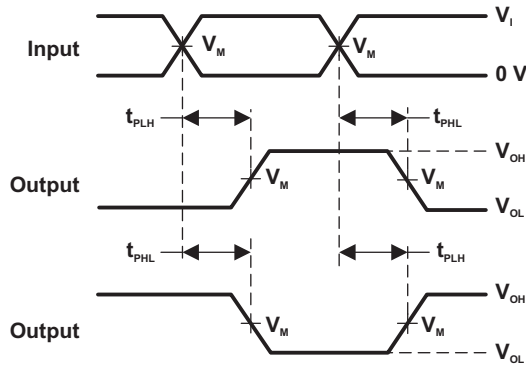 V_I
Input V_M V_M
0 V
t_PLH t_PHL
V_OH
Output V_M V_M
V_OL
t_PHL t_PLH
V_OH
Output V_M V_M
V_OL